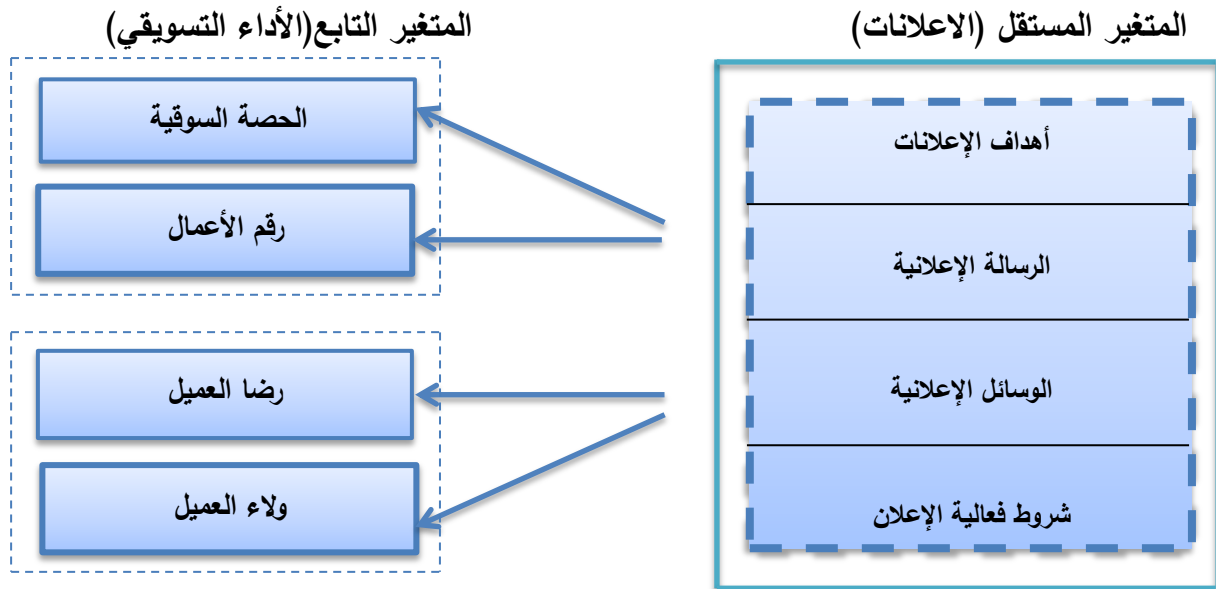 المتغير المستقل (الاعلانات)
أهداف الإعلانات
الرسالة الإعلانية
الوسائل الإعلانية
شروط فعالية الإعلان
المتغير التابع(الأداء التسويقي)
الحصة السوقية
رقم الأعمال
رضا العميل
ولاء العميل